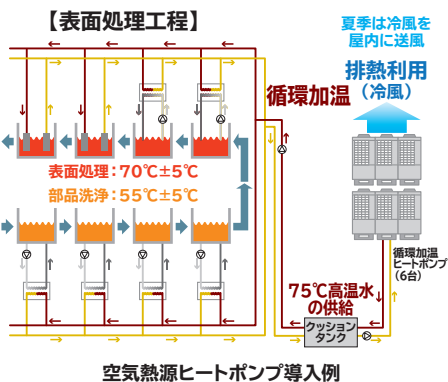 【表面処理工程】
夏季は冷風を
屋内に送風
排熱利用
（冷風）
循環加温
表面処理：70℃±5℃
部品洗浄：55℃±5℃
循環加温
ヒートポンプ
（6台）
75℃高温水
の供給
クッション
タンク
空気熱源ヒートポンプ導入例